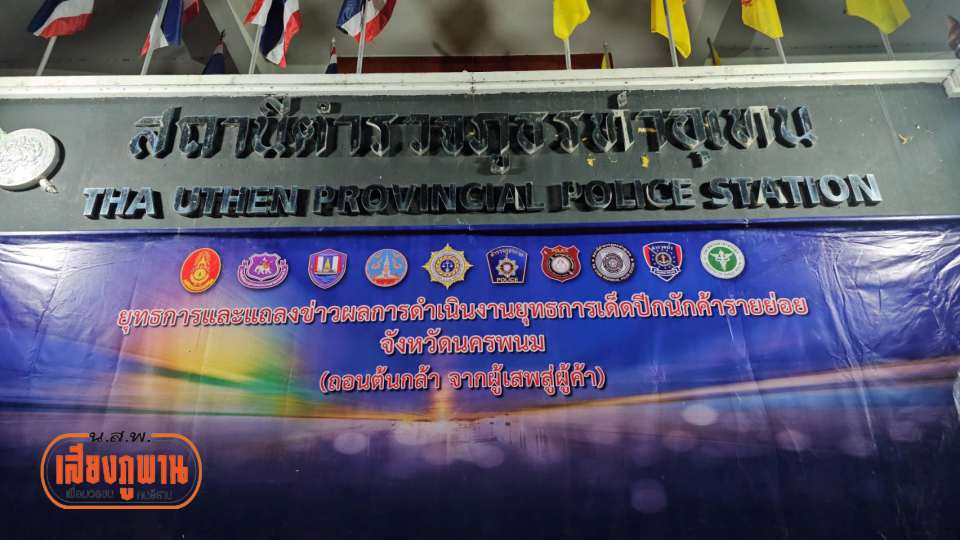 สถานีตำรวจภูธรท่าอุเทน
THA UTHEN PROVINCIAL POLICE STATION
POLICE
ยุทธการและแถลงข่าวผลการดำเนินงานยุทธการเด็ดปีกนักค้ารายย่อย
จังหวัดนครพนม
(ถอนต้นกล้า จากผู้เสพสู่ผู้ค้า)
น.ส.พ.
เสียงภูพาน